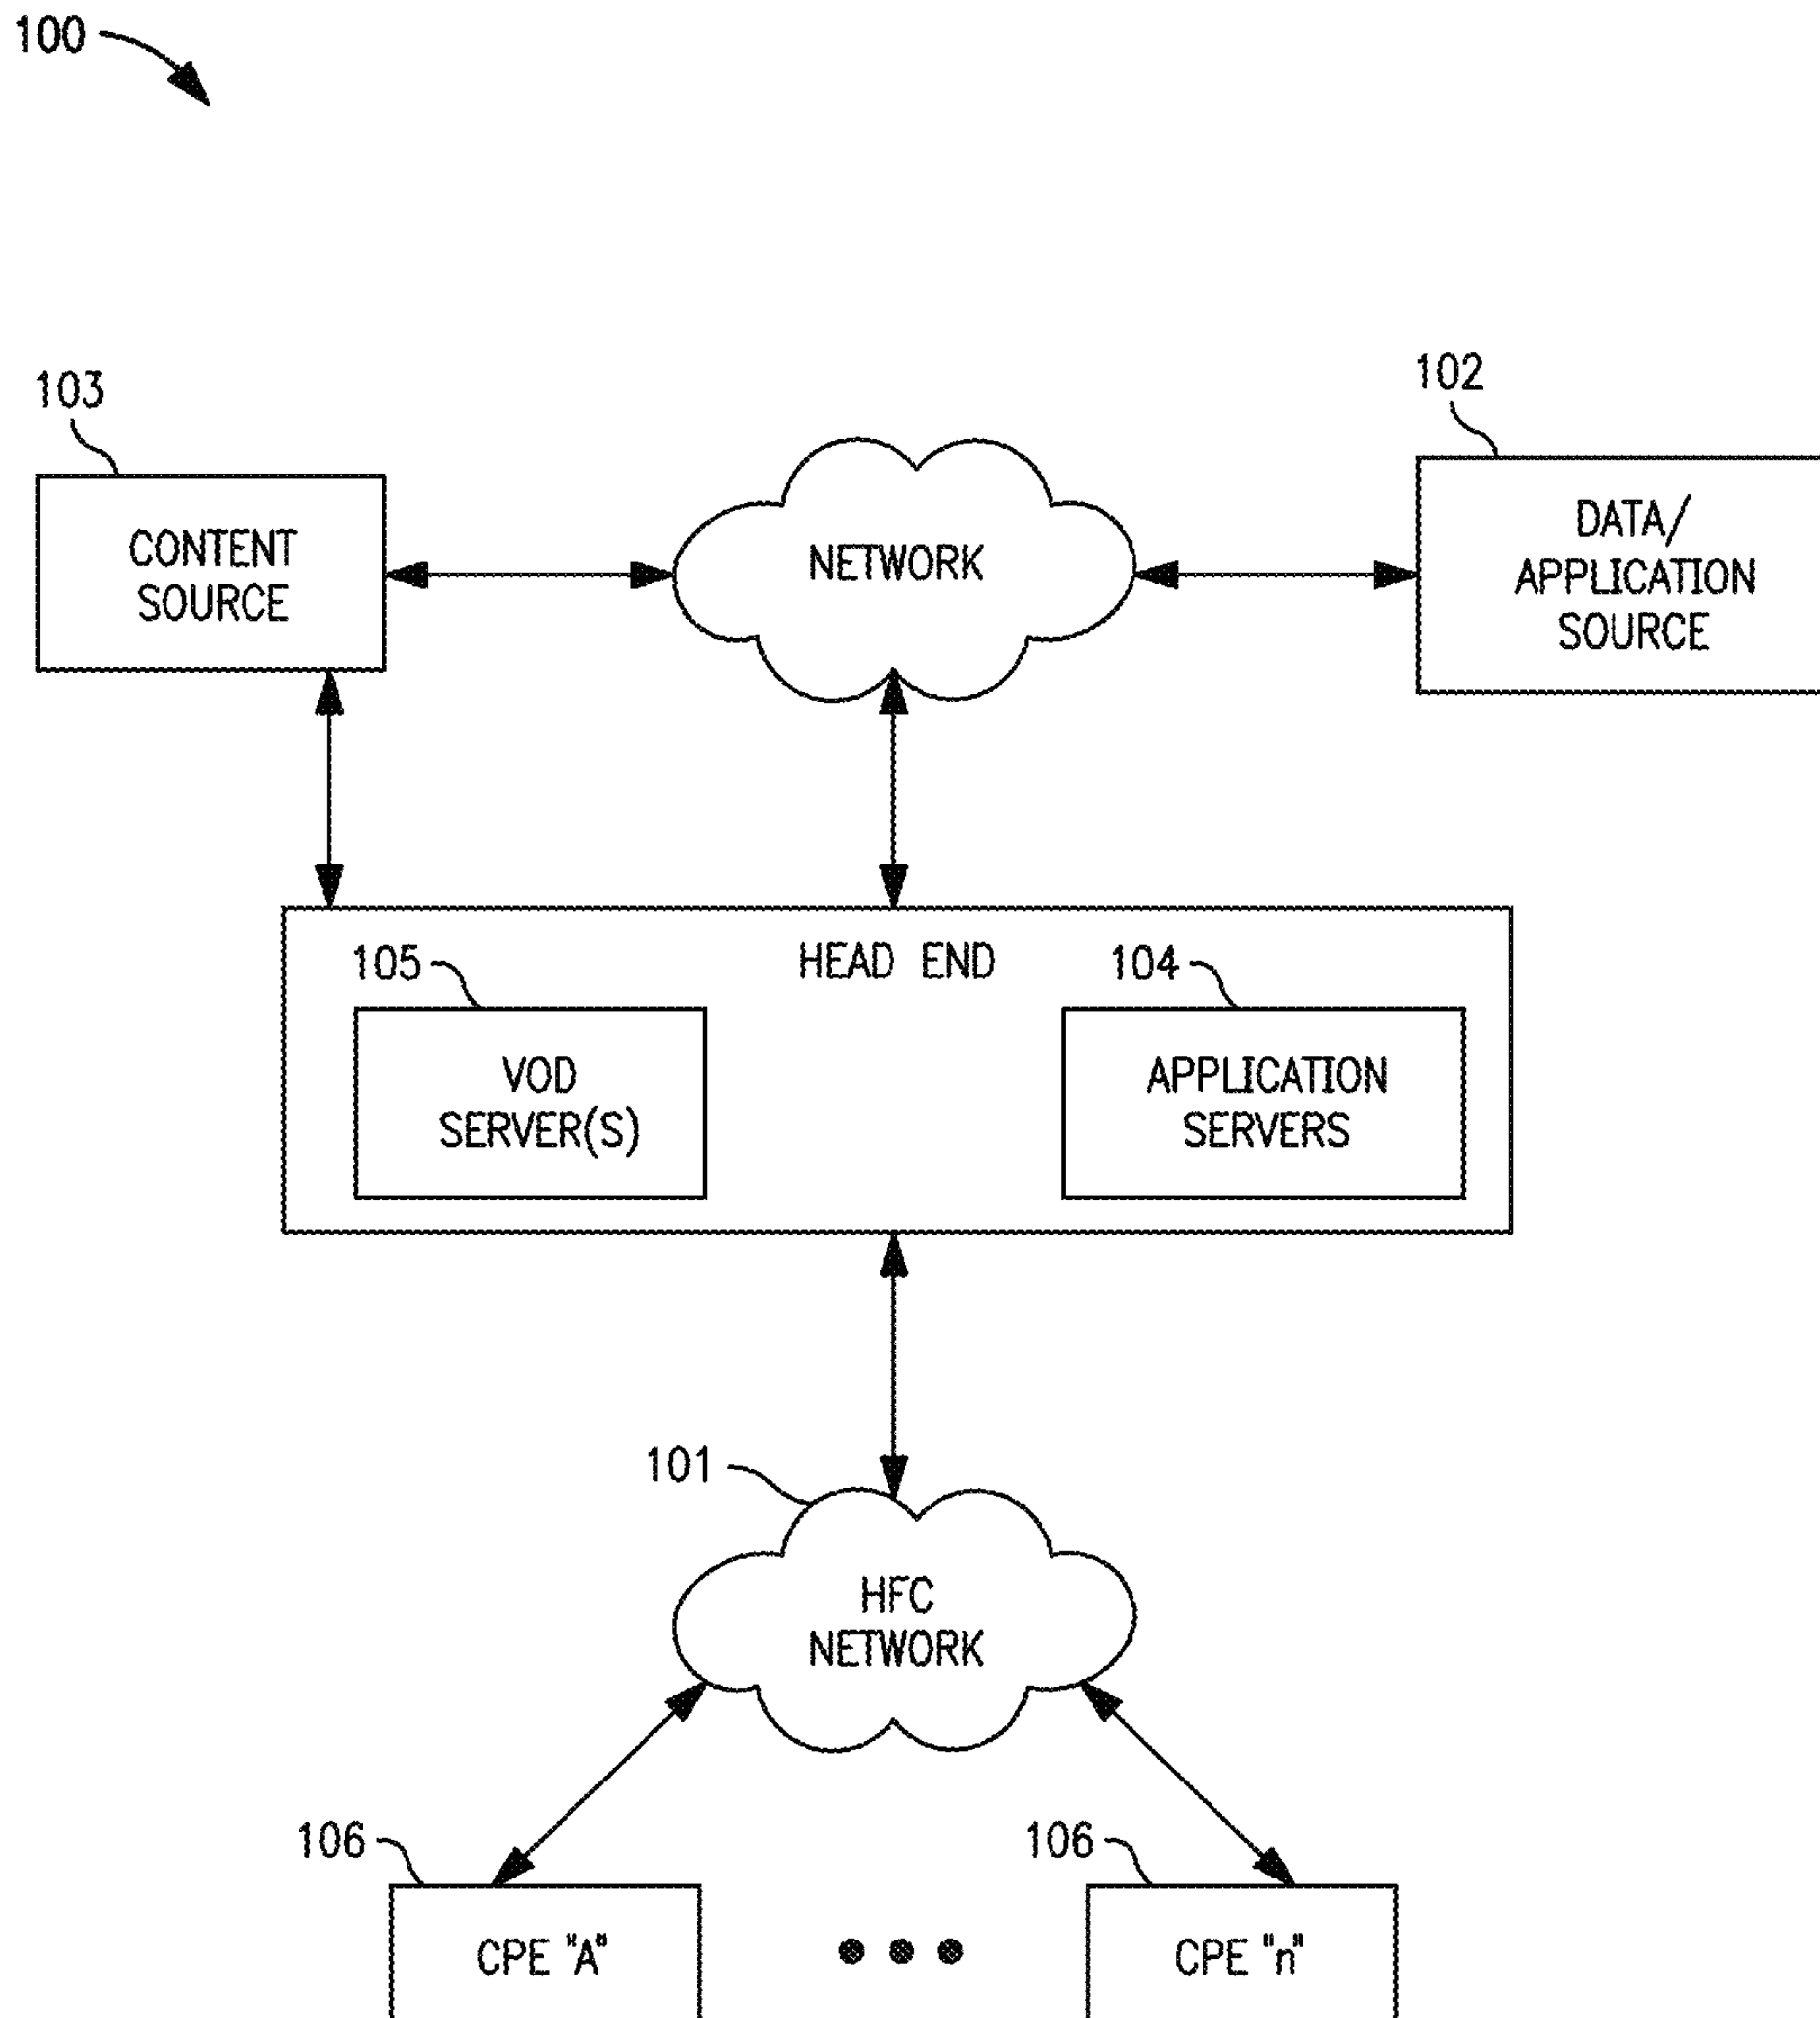 100
103
102
CONTENT
SOURCE
NETWORK
DATA/
APPLICATION
SOURCE
HEAD END
105
104
VOD
SERVER(S)
APPLICATION
SERVERS
101
HFC
NETWORK
106
106
CPE "A"
CPE "n"